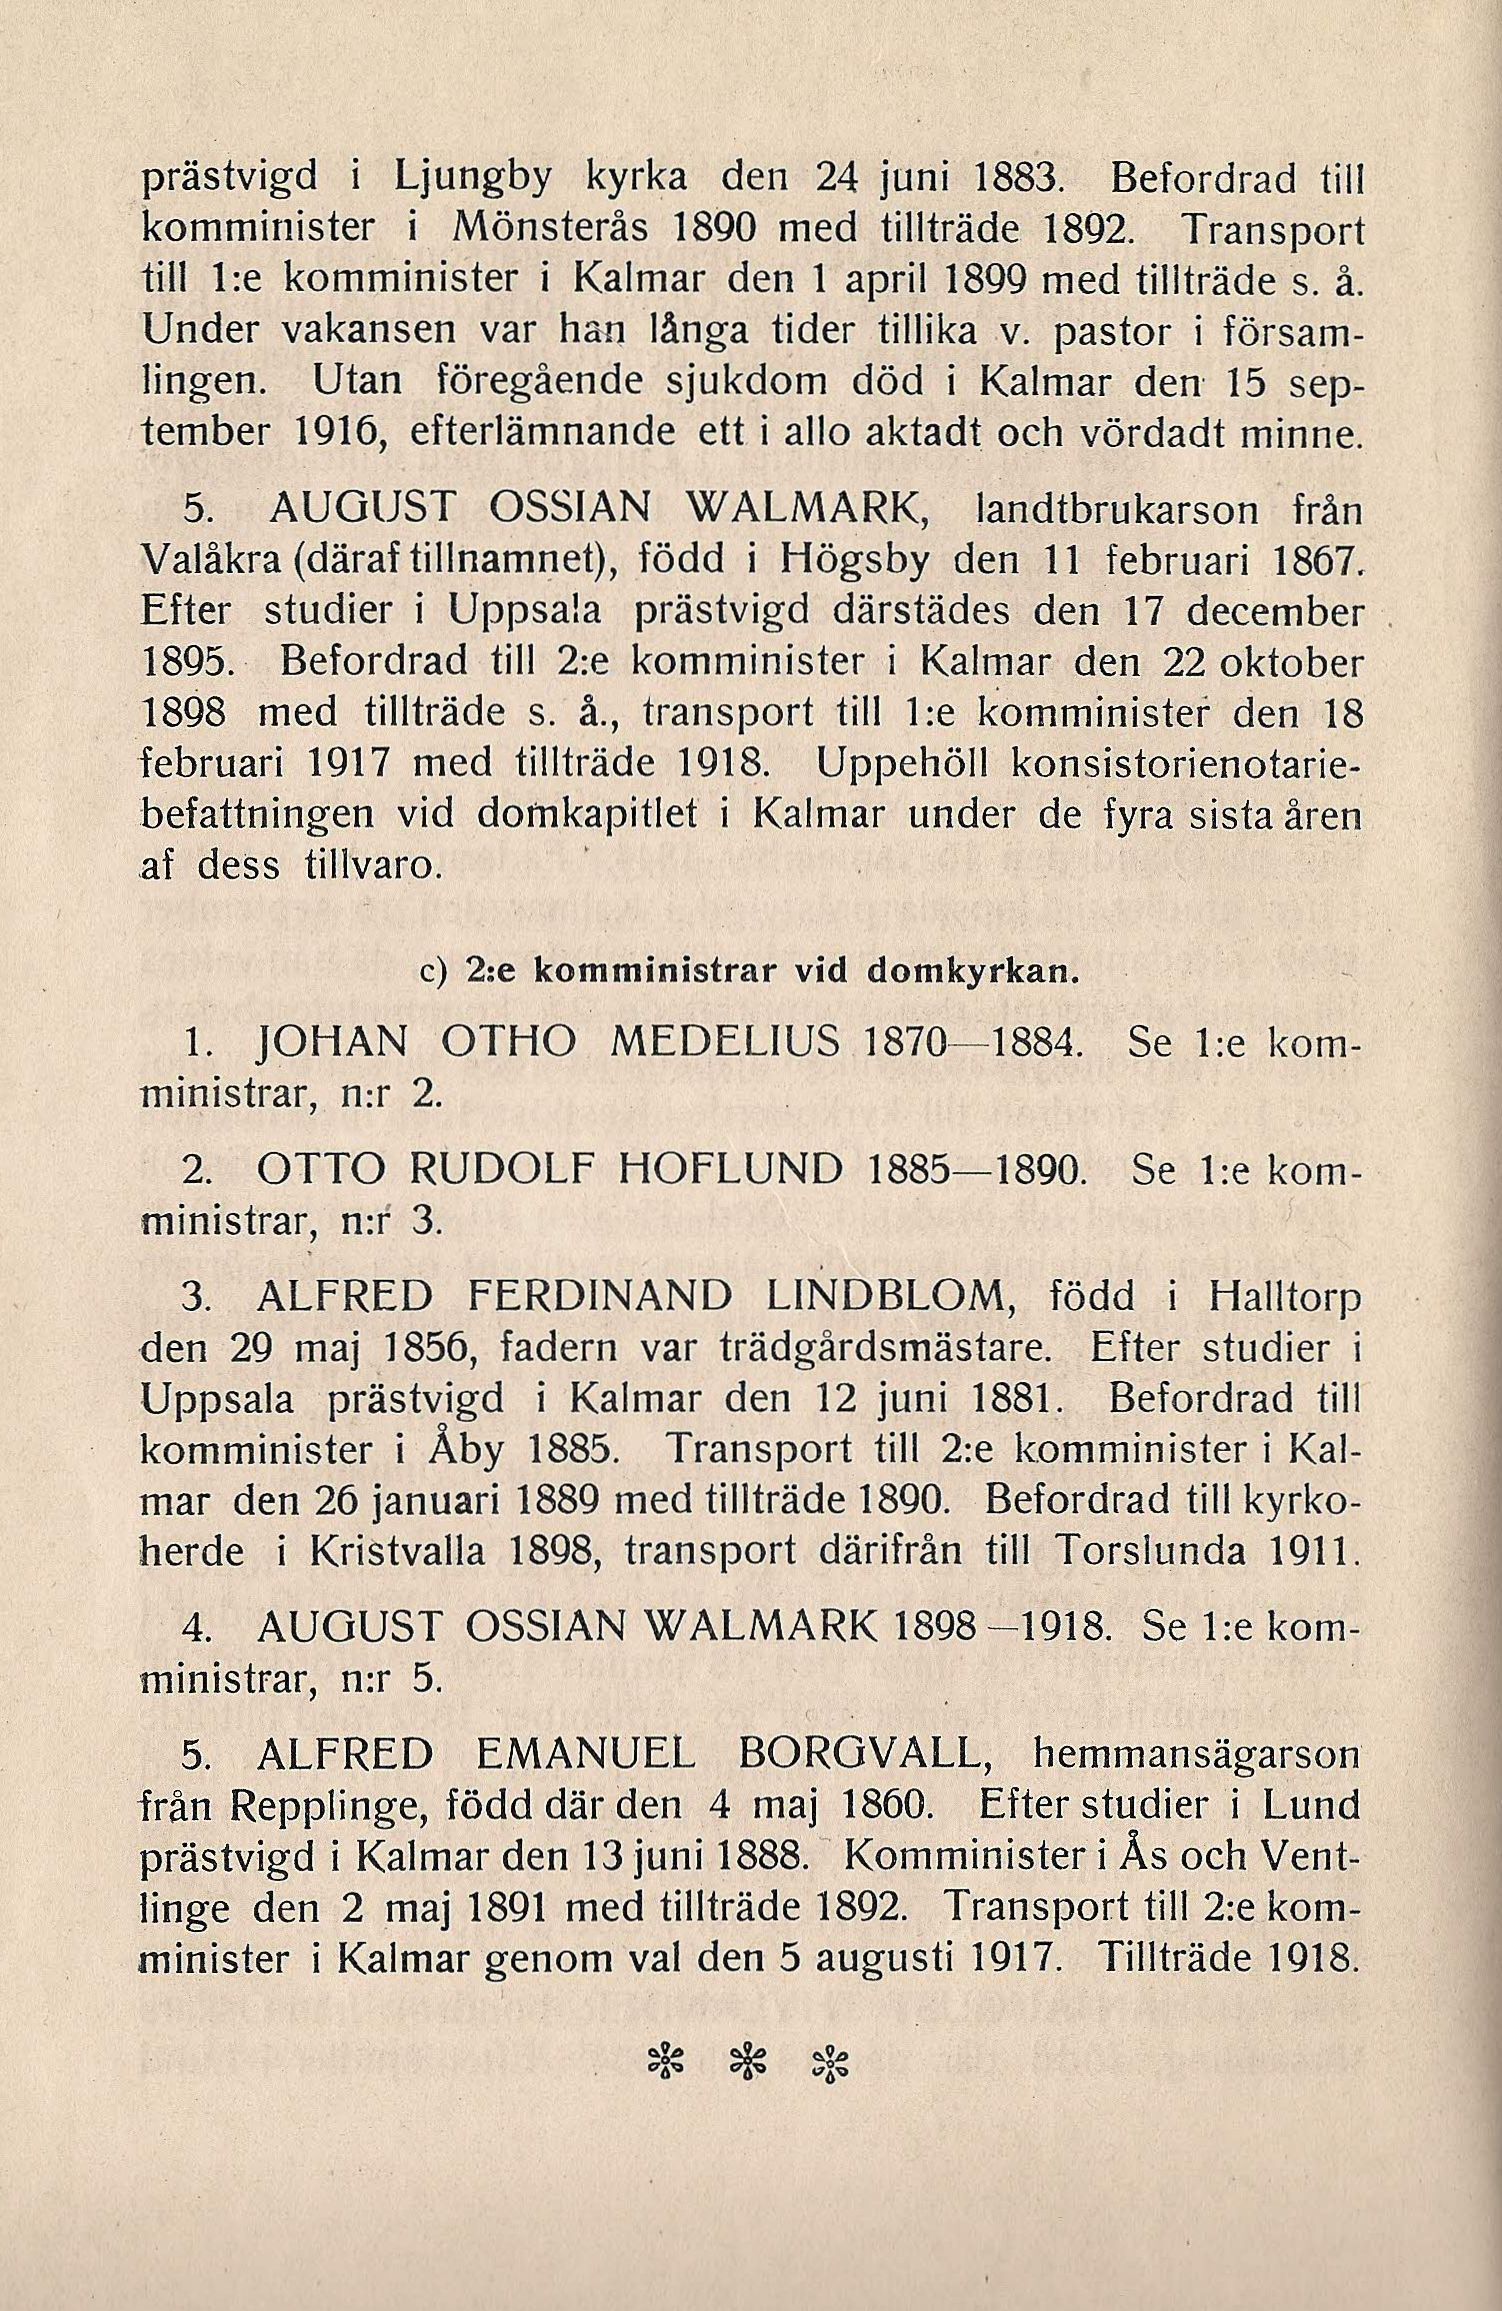 prästvigd i Ljungby kyrka den 24 juni 1883. Befordrad till
komminister i Mönsterås 1890 med tillträde 1892. Transport
till 1:e komminister i Kalmar den 1 april 1899 med tillträde s. å.
Under vakansen var han långa tider tillika v. pastor i försam-
lingen. Utan föregående sjukdom död i Kalmar den 15 sep-
tember 1916, efterlämnande ett i allo aktadt och vördadt minne.
5. AUGUST OSSIAN WALMARK, landtbrukarson från
Valåkra (däraf tillnamnet), född i Högsby den 11 februari 1867.
Efter studier i Uppsala prästvigd därstädes den 17 december
1895. Befordrad till 2:e komminister i Kalmar den 22 oktober
1898 med tillträde s. å., transport till 1:e komminister den 18
februari 1917 med tillträde 1918. Uppehöll konsistorienotarie-
befattningen vid domkapitlet i Kalmar under de fyra sista åren
af dess tillvaro.
c) 2:e komministrar vid domkyrkan.
1. JOHAN OTHO MEDELIUS 1870—1884. Se 1:e kom-
ministrar, n:r 2.
2. OTTO RUDOLF HOFLUND 1885—1890. Se 1:e kom-
ministrar, n:r 3.
3. ALFRED FERDINAND LINDBLOM, född i Halltorp
den 29 maj 1856, fadern var trädgårdsmästare. Efter studier i
Uppsala prästvigd i Kalmar den 12 juni 1881. Befordrad till
komminister i Åby 1885. Transport till 2:e komminister i Kal-
mar den 26 januari 1889 med tillträde 1890. Befordrad till kyrko-
herde i Kristvalla 1898, transport därifrån till Torslunda 1911.
4. AUGUST OSSIAN WALMARK 1898—1918. Se 1:e kom-
ministrar, n:r 5.
5. ALFRED EMANUEL BORGVALL, hemmansägarson
från Repplinge, född där den 4 maj 1860. Efter studier i Lund
prästvigd i Kalmar den 13 juni 1888. Komminister i Ås och Vent-
linge den 2 maj 1891 med tillträde 1892. Transport till 2:e kom-
minister i Kalmar genom val den 5 augusti 1917. Tillträde 1918.
* * *